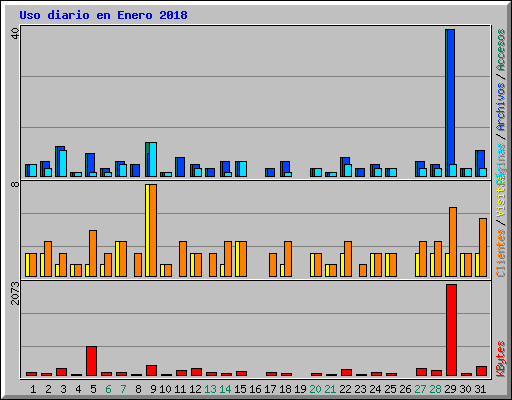 Uso diario en Enero 2018
40
8
2073
Clientes / Visitas
Páginas / Archivos / Accesos
KBytes
1 2 3 4 5 6 7 8 9 10 11 12 13 14 15 16 17 18 19 20 21 22 23 24 25 26 27 28 29 30 31